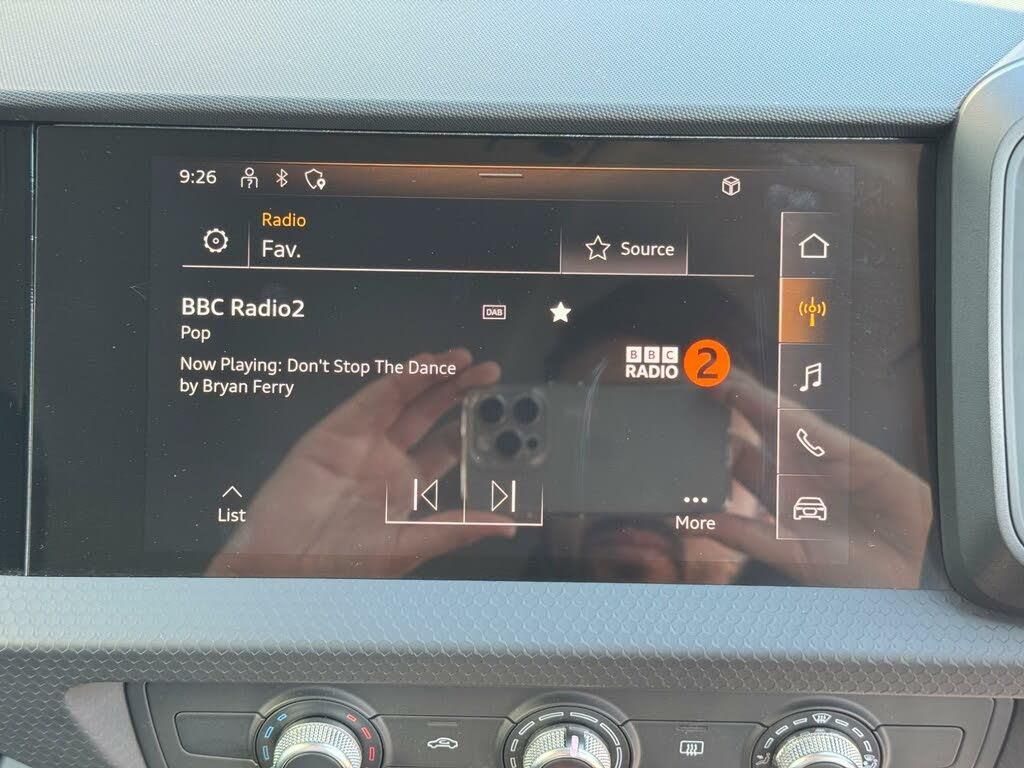 9:26
Radio
Fav.
Source
BBC Radio2
DAB
Pop
Now Playing: Don't Stop The Dance
by Bryan Ferry
BBC
RADIO 2
List
More